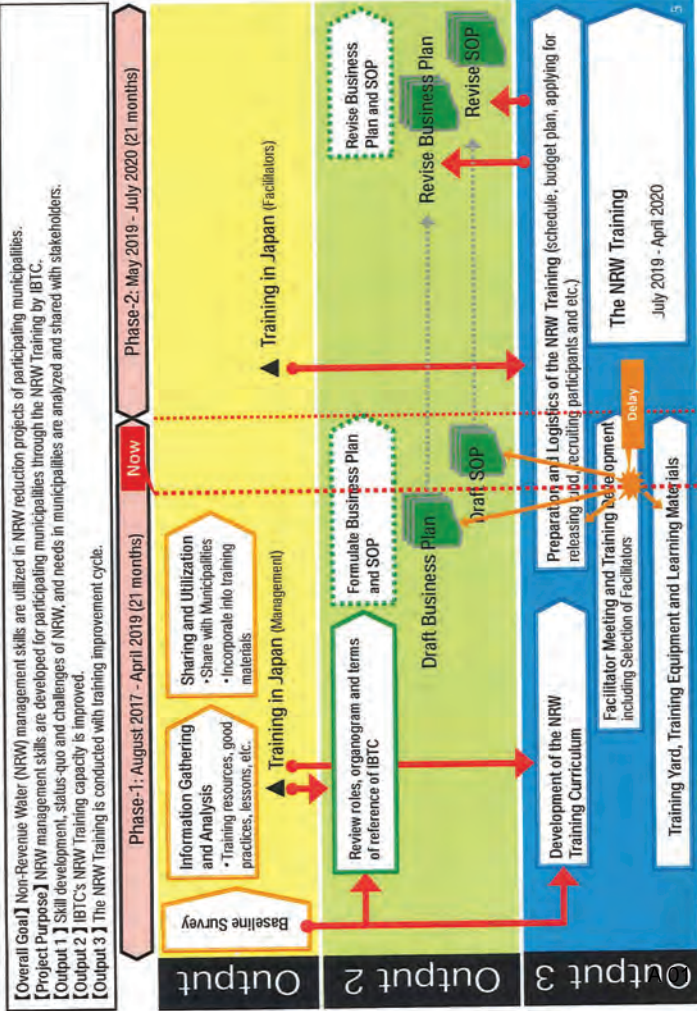 【Overall Goal】Non-Revenue Water (NRW) management skills are utilized in NRW reduction projects of participating municipalities.
【Project Purpose】NRW management skills are developed for participating municipalities through the NRW Training by IBTC.
【Output 1】Skill development, status-quo and challenges of NRW, and needs in municipalities are analyzed and shared with stakeholders.
【Output 2】IBTC's NRW Training capacity is improved.
【Output 3】The NRW Training is conducted with training improvement cycle.
Phase-1: August 2017 - April 2019 (21 months)
Now
Phase-2: May 2019 - July 2020 (21 months)
Output
Baseline Survey
Information Gathering
and Analysis
• Training resources, good
practices, lessons, etc.
Sharing and Utilization
• Share with Municipalities
• Incorporate into training
materials
Training in Japan (Management)
Training in Japan (Facilitators)
Output 2
Review roles, organogram and terms
of reference of IBTC
Formulate Business Plan
and SOP
Revise Business
Plan and SOP
Draft Business Plan
Draft SOP
Revise Business Plan
Revise SOP
Output 3
Development of the NRW
Training Curriculum
Preparation and Logistics of the NRW Training (schedule, budget plan, applying for
releasing and recruiting participants and etc.)
Facilitator Meeting and Training Development
including Selection of Facilitators
Delay
The NRW Training
July 2019 - April 2020
Training Yard, Training Equipment and Learning Materials
5